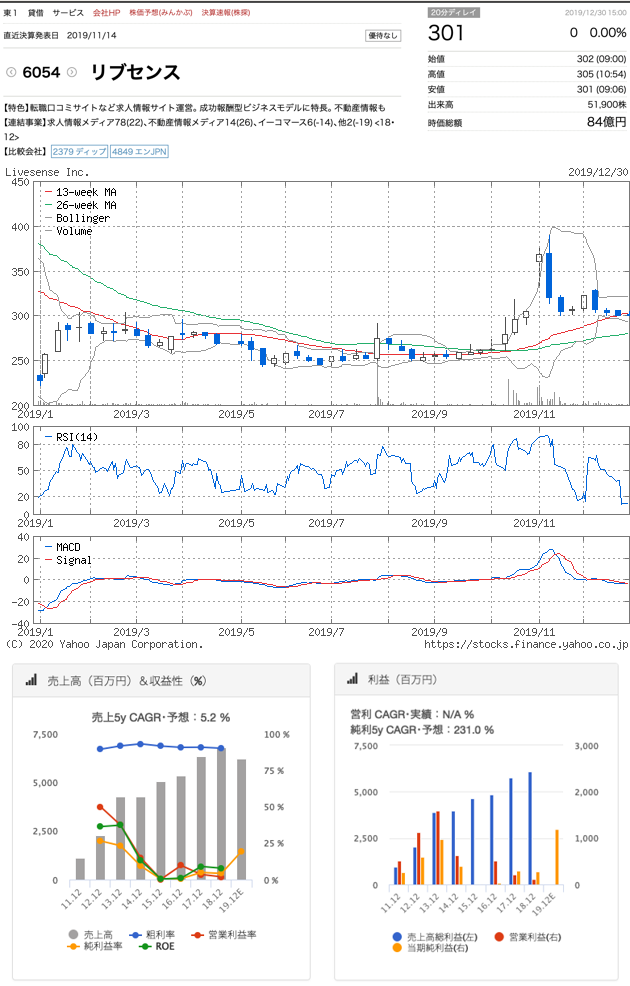 東1 貸借 サービス 会社HP 株価予想(みんかぶ) 決算速報(株探)
直近決算発表日 2019/11/14 優待なし
6054 リブセンス
【特色】転職口コミサイトなど求人情報サイト運営。成功報酬型ビジネスモデルに特長。不動産情報も
【連結事業】求人情報メディア78(22)、不動産情報メディア14(26)、イーコマース6(-14)、他2(-19) <18・
12>
【比較会社】 2379 ディップ 4849 エンJPN
20分ディレイ 2019/12/30 15:00
301 0 0.00%
始値 302 (09:00)
高値 305 (10:54)
安値 301 (09:06)
出来高 51,900株
時価総額 84億円
Livesense Inc. 2019/12/30
13-week MA
26-week MA
Bollinger
Volume
450
400
350
300
250
200
2019/1 2019/3 2019/5 2019/7 2019/9 2019/11
RSI(14)
100
80
50
20
0
2019/1 2019/3 2019/5 2019/7 2019/9 2019/11
MACD
Signal
40
20
0
-20
-40
2019/1 2019/3 2019/5 2019/7 2019/9 2019/11
(C) 2020 Yahoo Japan Corporation. https://stocks.finance.yahoo.co.jp
売上高（百万円）＆収益性（%）
売上5y CAGR・予想：5.2 %
7,500
5,000
2,500
0
100 %
75 %
50 %
25 %
0 %
11.12 12.12 13.12 14.12 15.12 16.12 17.12 18.12 19.12E
売上高 粗利率 営業利益率
純利益率 ROE
利益（百万円）
営利 CAGR・実績：N/A %
純利5y CAGR・予想：231.0 %
7,500
5,000
2,500
0
3,000
2,000
1,000
0
11.12 12.12 13.12 14.12 15.12 16.12 17.12 18.12 19.12E
売上高総利益(左) 営業利益(右)
当期純利益(右)